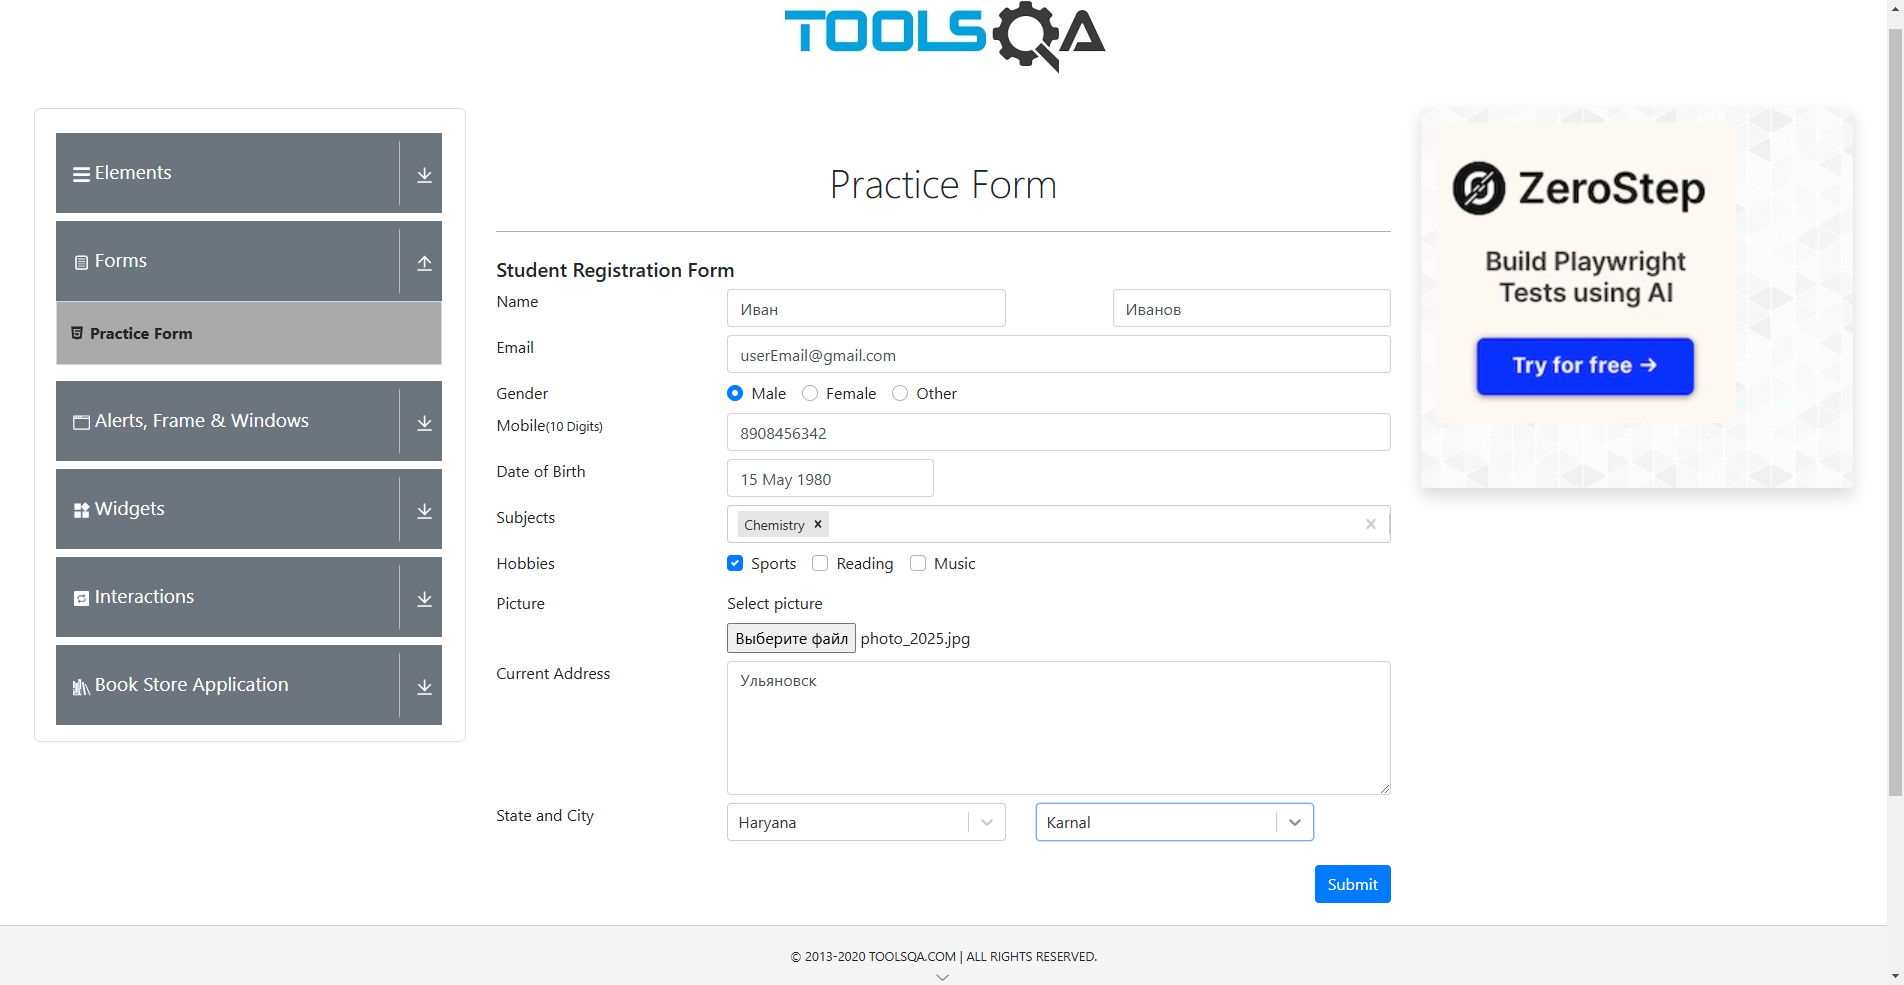 TOOLSQA
Elements
Forms
Practice Form
Alerts, Frame & Windows
Widgets
Interactions
Book Store Application
Practice Form
Student Registration Form
Name Иван Иванов
Email userEmail@gmail.com
Gender Male Female Other
Mobile(10 Digits) 8908456342
Date of Birth 15 May 1980
Subjects Chemistry
Hobbies Sports Reading Music
Picture Select picture
Выберите файл photo_2025.jpg
Current Address Ульяновск
State and City Haryana Karnal
Submit
ZeroStep
Build Playwright
Tests using AI
Try for free →
© 2013-2020 TOOLSQA.COM | ALL RIGHTS RESERVED.